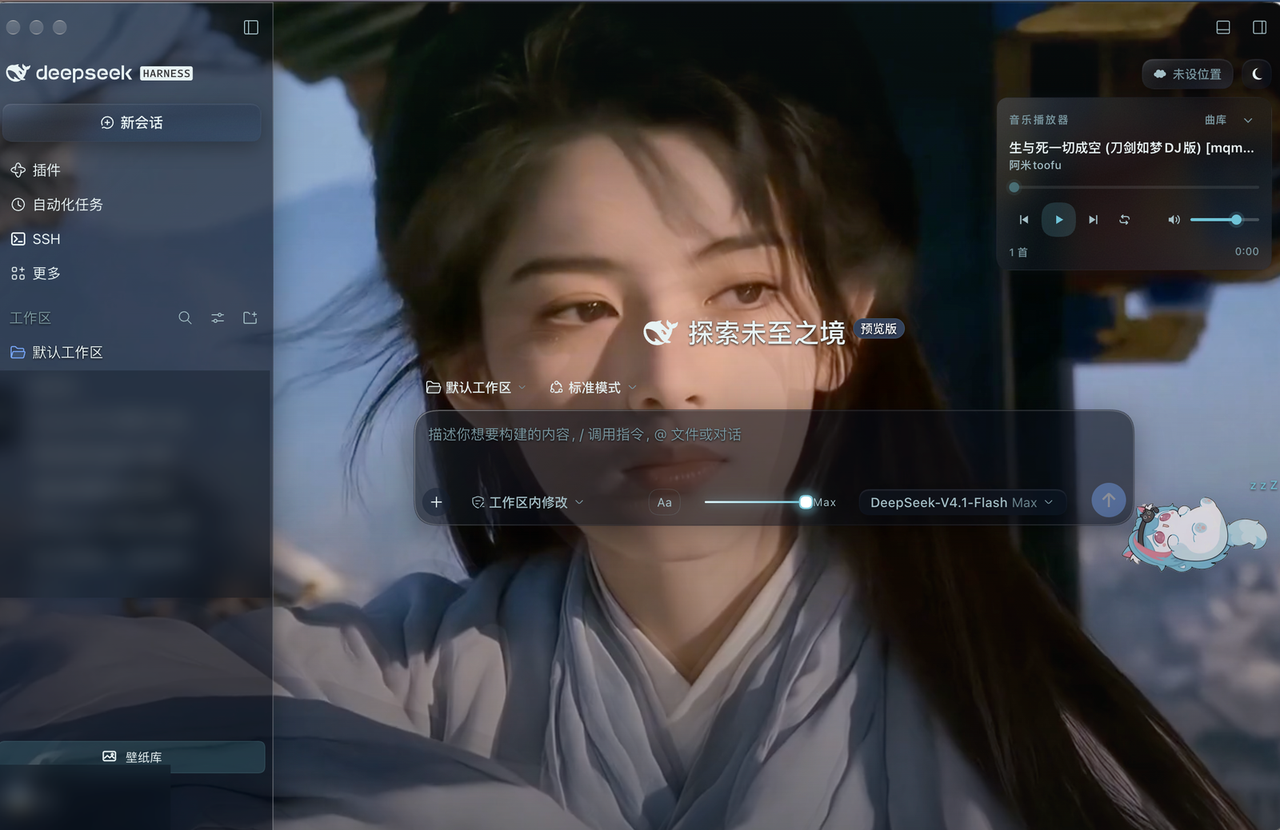 deepseek HARNESS
新会话
插件
自动化任务
SSH
更多
工作区
默认工作区
壁纸库
未设位置
音乐播放器 曲库
生与死一切成空 (刀剑如梦DJ版) [mqm...
阿米toofu
1 首 0:00
探索未至之境 预览版
默认工作区 标准模式
描述你想要构建的内容, / 调用指令, @ 文件或对话
工作区内修改 Aa Max DeepSeek-V4.1-Flash Max
z z Z